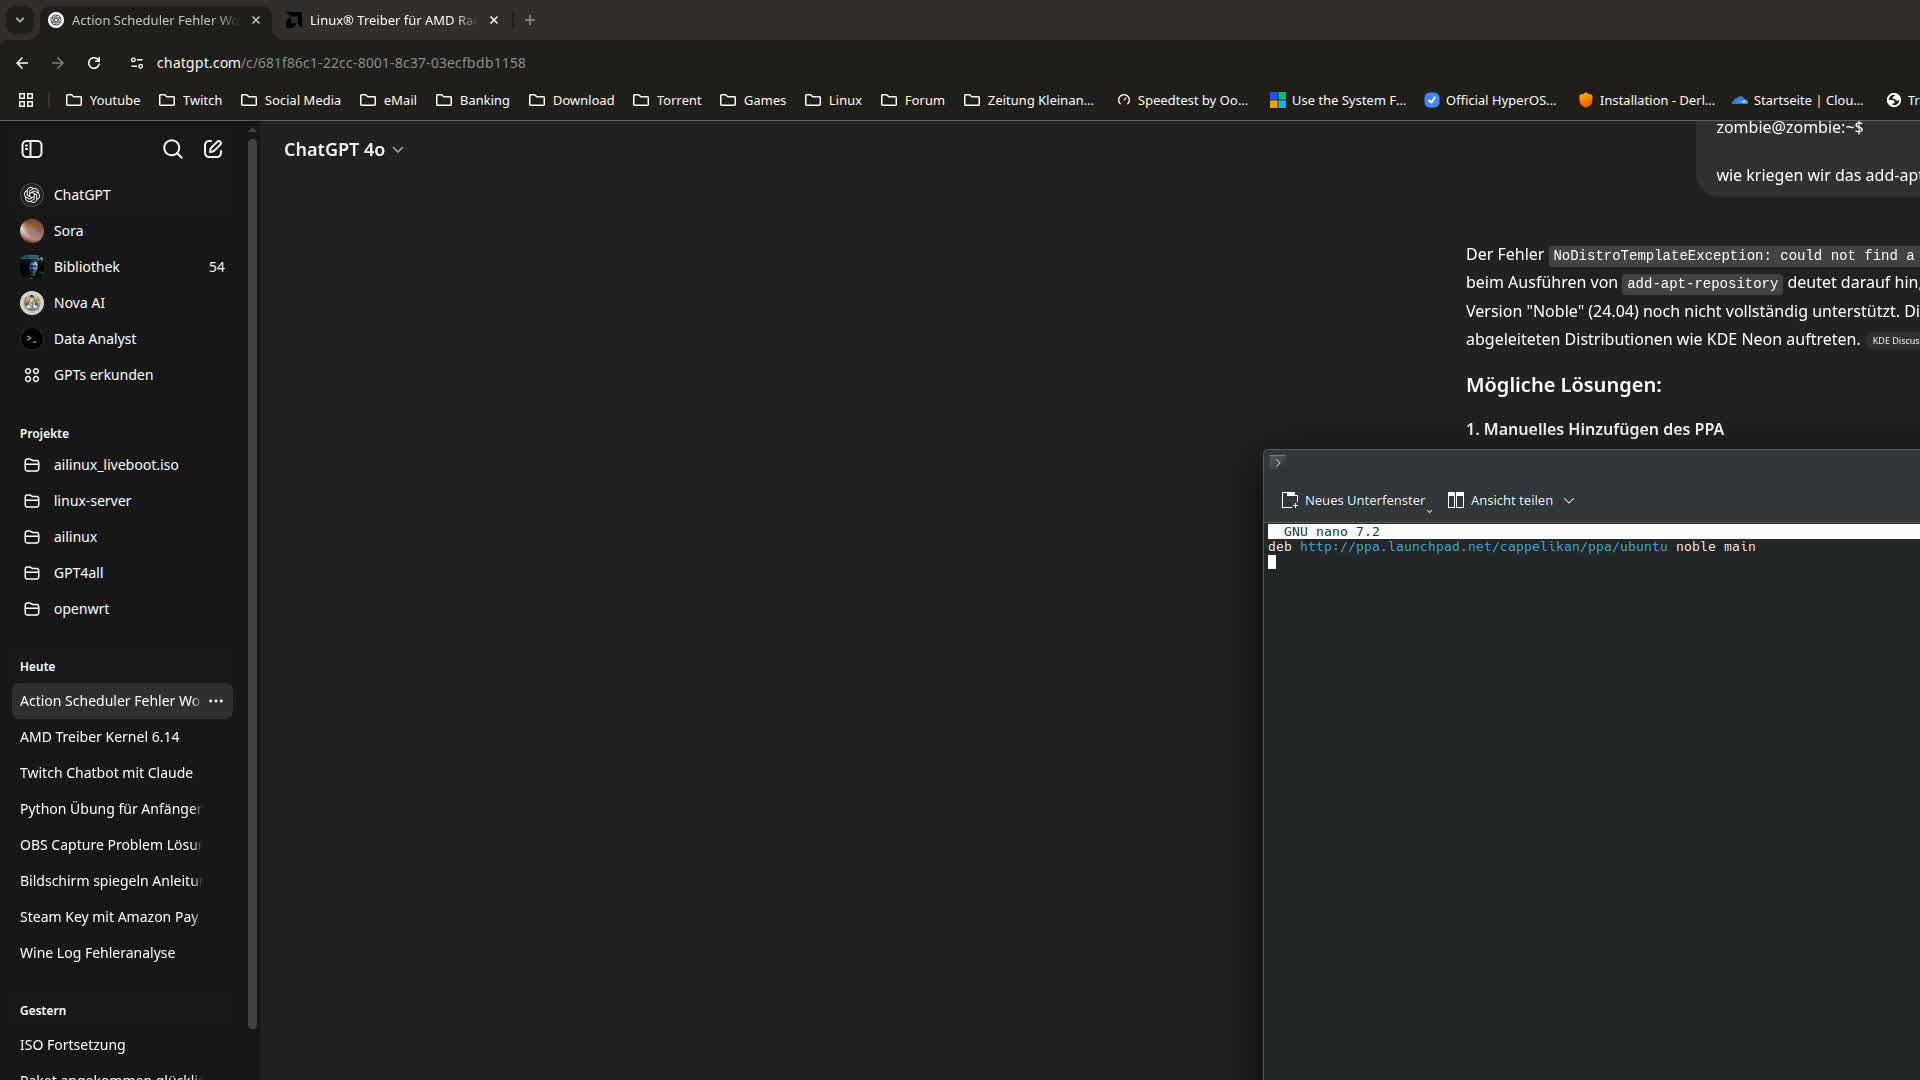 Action Scheduler Fehler Wo
Linux® Treiber für AMD Ra
chatgpt.com/c/681f86c1-22cc-8001-8c37-03ecfbdb1158
Youtube
Twitch
Social Media
eMail
Banking
Download
Torrent
Games
Linux
Forum
Zeitung Kleinan...
Speedtest by Oo...
Use the System F...
Official HyperOS...
Installation - Derl...
Startseite | Clou...
Tr
ChatGPT
Sora
Bibliothek 54
Nova AI
Data Analyst
GPTs erkunden
Projekte
ailinux_liveboot.iso
linux-server
ailinux
GPT4all
openwrt
Heute
Action Scheduler Fehler Wo
AMD Treiber Kernel 6.14
Twitch Chatbot mit Claude
Python Übung für Anfänger
OBS Capture Problem Lösu
Bildschirm spiegeln Anleitu
Steam Key mit Amazon Pay
Wine Log Fehleranalyse
Gestern
ISO Fortsetzung
Paket angekommen glückli
ChatGPT 4o
zombie@zombie:~$
wie kriegen wir das add-apt
Der Fehler NoDistroTemplateException: could not find a
beim Ausführen von add-apt-repository deutet darauf hin,
Version "Noble" (24.04) noch nicht vollständig unterstützt. Di
abgeleiteten Distributionen wie KDE Neon auftreten. KDE Discus
Mögliche Lösungen:
1. Manuelles Hinzufügen des PPA
Neues Unterfenster
Ansicht teilen
GNU nano 7.2
deb http://ppa.launchpad.net/cappelikan/ppa/ubuntu noble main